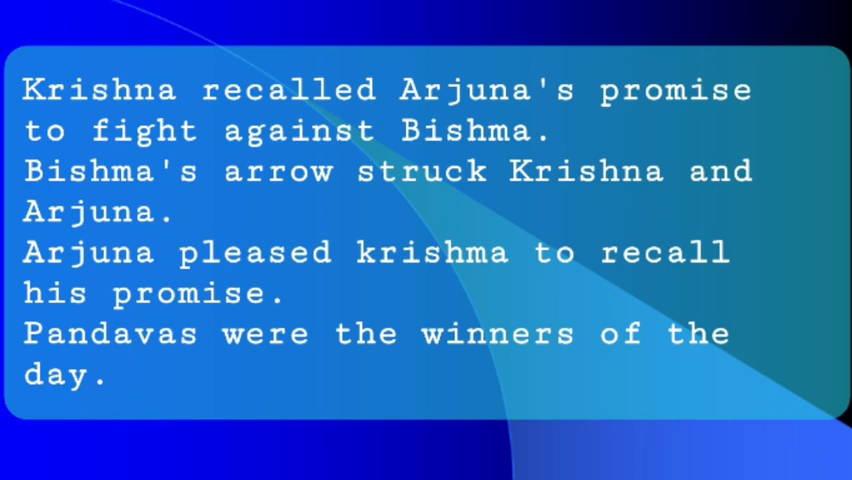 Krishna recalled Arjuna's promise
to fight against Bishma.
Bishma's arrow struck Krishna and
Arjuna.
Arjuna pleased krishma to recall
his promise.
Pandavas were the winners of the
day.